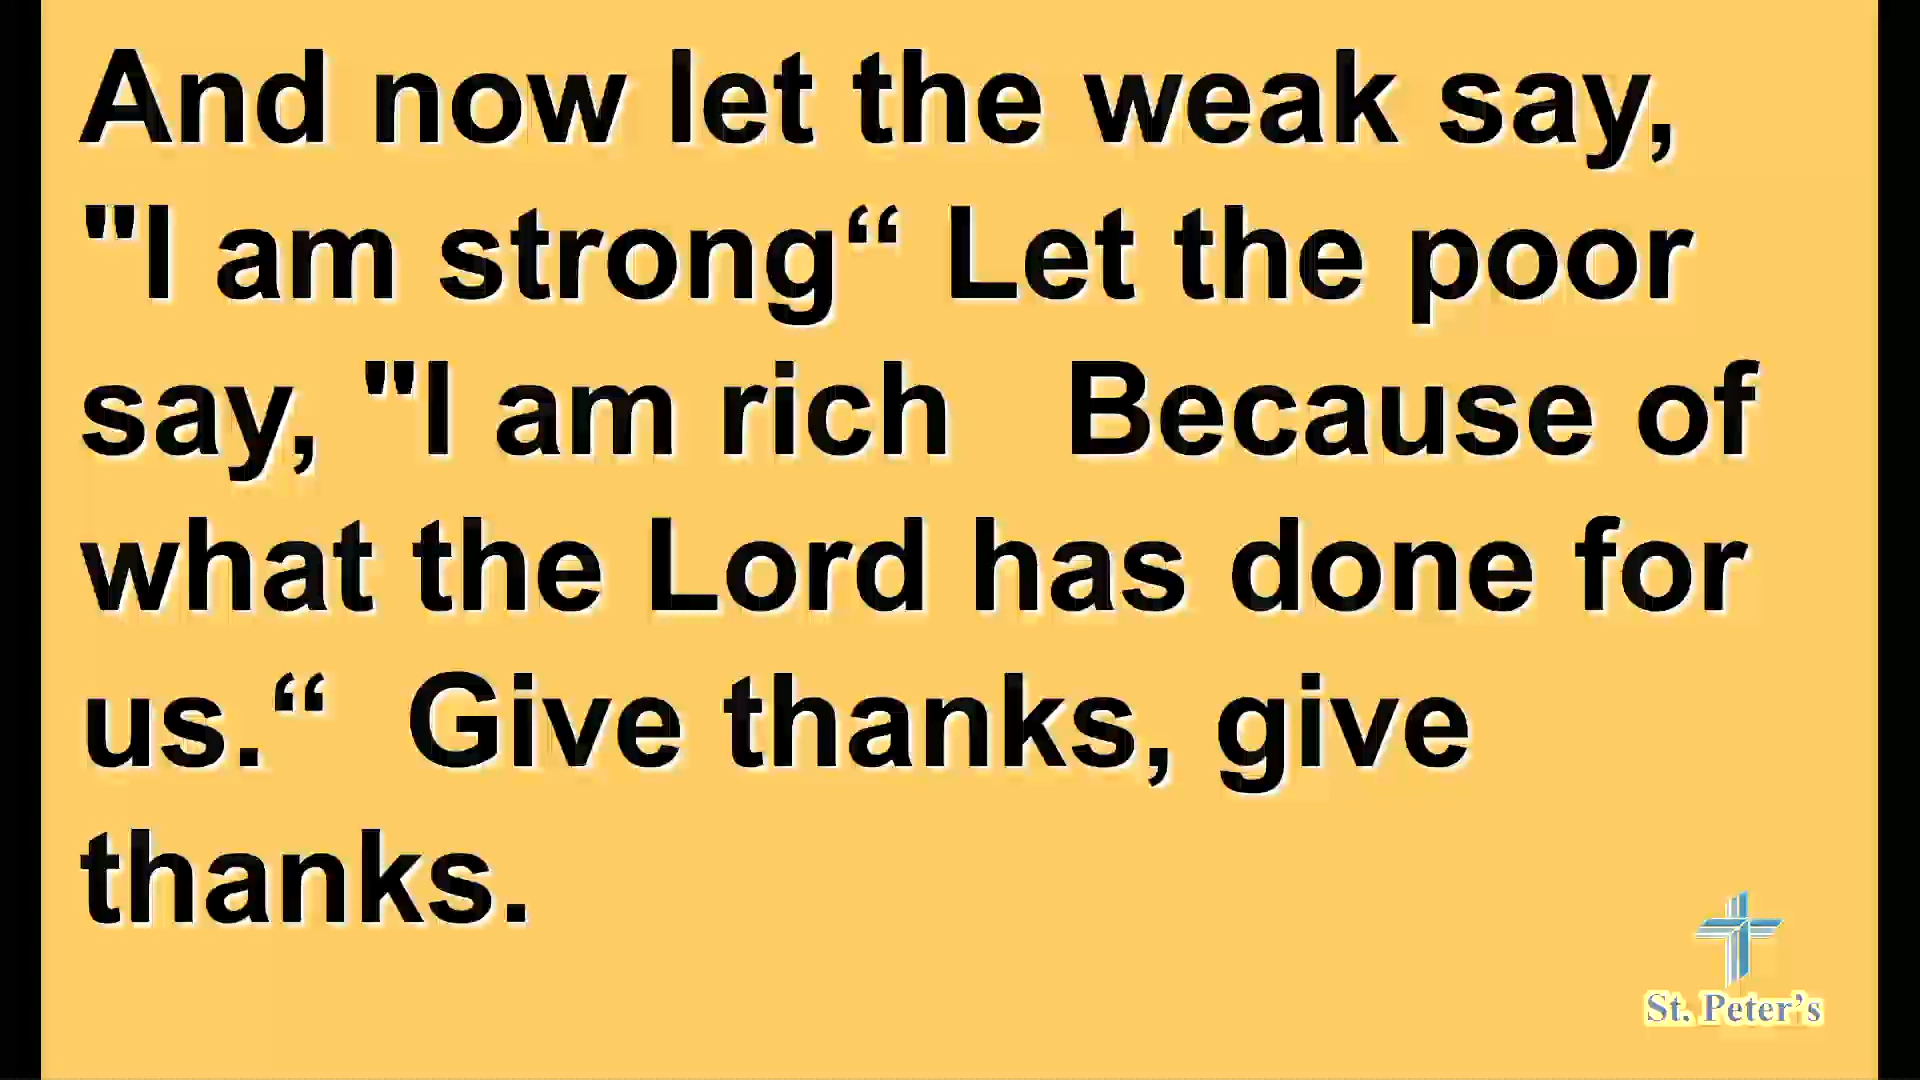 And now let the weak say,
"I am strong“ Let the poor
say, "I am rich   Because of
what the Lord has done for
us.“  Give thanks, give
thanks.
St. Peter’s